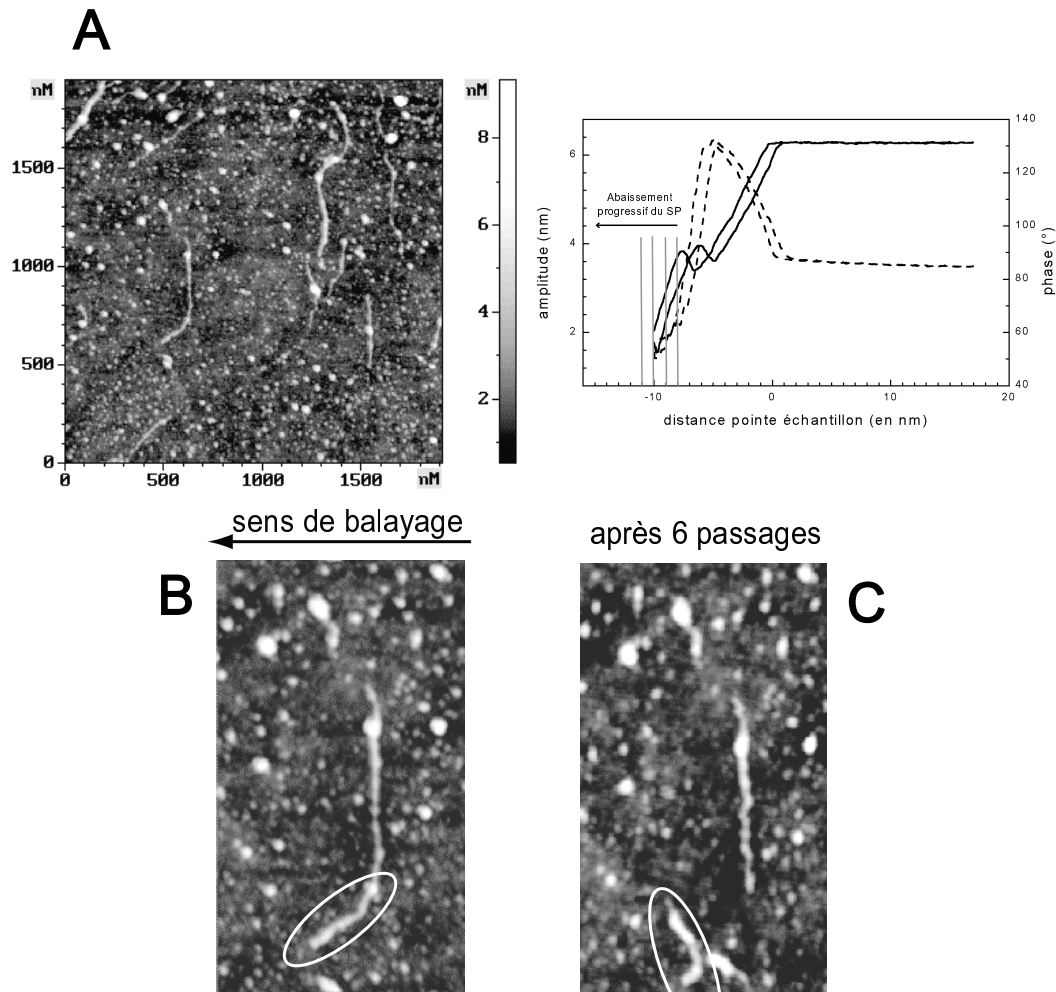 A
nM
1500
1000
500
0
0
500
1000
1500
nM
nM
8
6
4
2
6
4
2
amplitude (nm)
Abaissement
progressif du SP
140
120
100
80
60
40
phase (°)
-10
0
10
20
distance pointe échantillon (en nm)
sens de balayage
après 6 passages
B
C